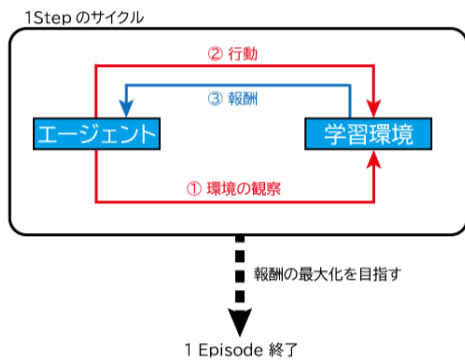 1Step のサイクル
② 行動
③ 報酬
エージェント
学習環境
① 環境の観察
報酬の最大化を目指す
1 Episode 終了